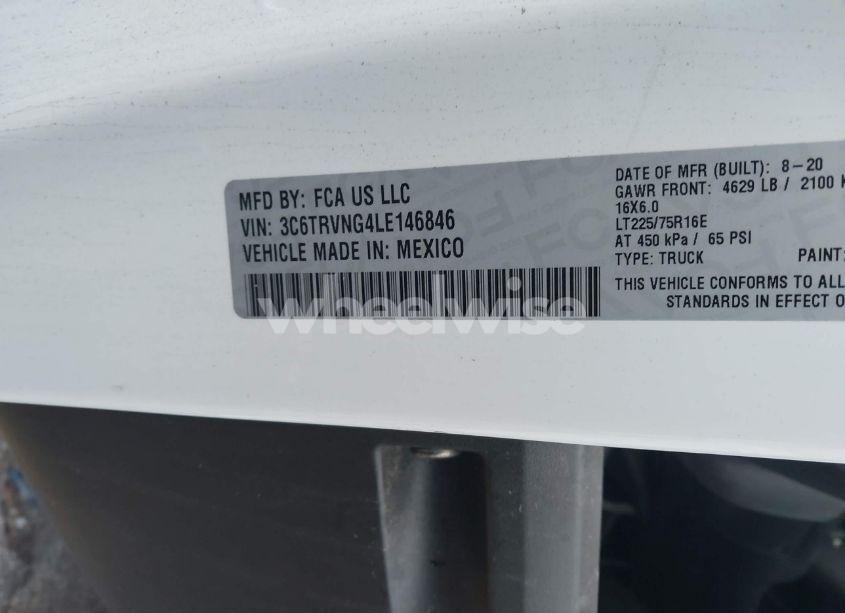 MFD BY: FCA US LLC
VIN: 3C6TRVNG4LE146846
VEHICLE MADE IN: MEXICO
DATE OF MFR (BUILT): 8-20
GAWR FRONT: 4629 LB / 2100 K
16X6.0
LT225/75R16E
AT 450 kPa / 65 PSI
TYPE: TRUCK PAINT:
THIS VEHICLE CONFORMS TO ALL
STANDARDS IN EFFECT O
wheelwise